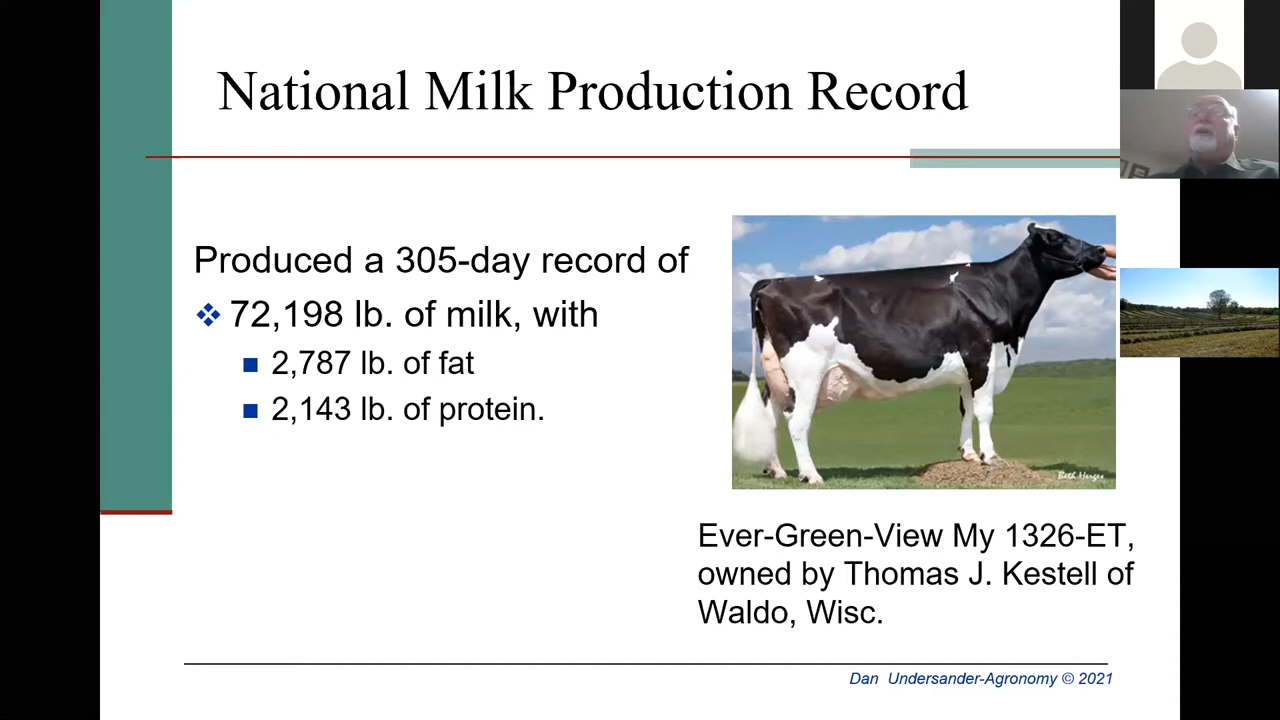 National Milk Production Record
Produced a 305-day record of
72,198 lb. of milk, with
2,787 lb. of fat
2,143 lb. of protein.
Beth Herges
Ever-Green-View My 1326-ET,
owned by Thomas J. Kestell of
Waldo, Wisc.
Dan Undersander-Agronomy © 2021